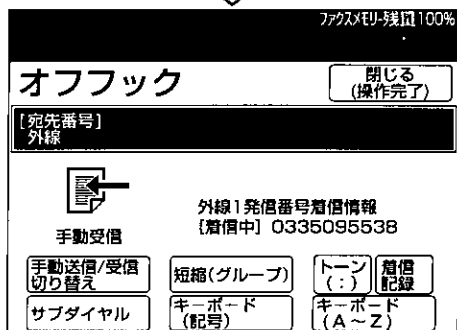 ファクスメモリー残量100%
オフフック
閉じる
(操作完了)
[宛先番号]
外線
外線1発信番号着信情報
[着信中] 0335095538
手動受信
手動送信/受信
切り替え
短縮(グループ)
トーン
(:)
着信
記録
サブダイヤル
キーボード
(記号)
キーボード
(A~Z)